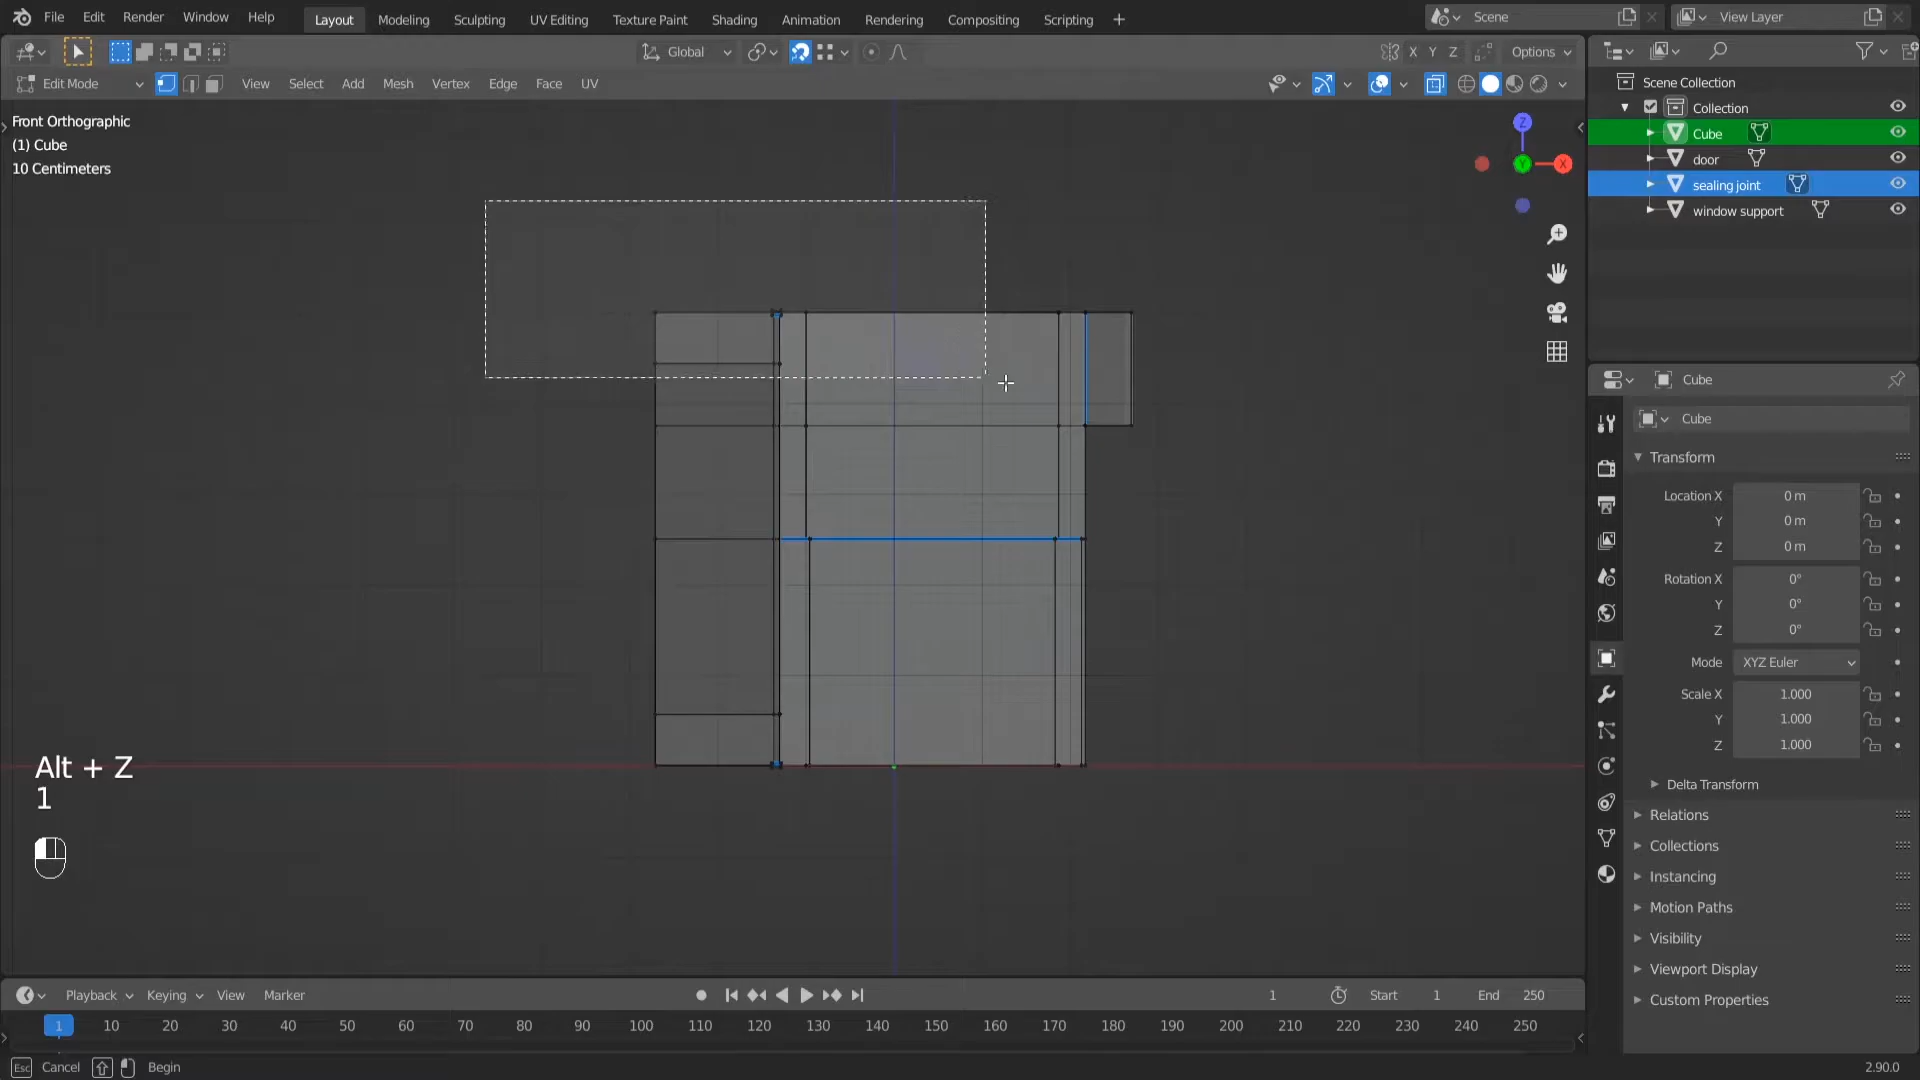 File Edit Render Window Help Layout Modeling Sculpting UV Editing Texture Paint Shading Animation Rendering Compositing Scripting + Scene View Layer
Global X Y Z Options
Edit Mode View Select Add Mesh Vertex Edge Face UV
Front Orthographic
(1) Cube
10 Centimeters
Z
Y
X
Scene Collection
Collection
Cube
door
sealing joint
window support
Cube
Cube
Transform
Location X 0 m
Y 0 m
Z 0 m
Rotation X 0°
Y 0°
Z 0°
Mode XYZ Euler
Scale X 1.000
Y 1.000
Z 1.000
Delta Transform
Relations
Collections
Instancing
Motion Paths
Visibility
Viewport Display
Custom Properties
Alt + Z
1
Playback Keying View Marker 1 Start 1 End 250
1 10 20 30 40 50 60 70 80 90 100 110 120 130 140 150 160 170 180 190 200 210 220 230 240 250
Esc Cancel Begin 2.90.0